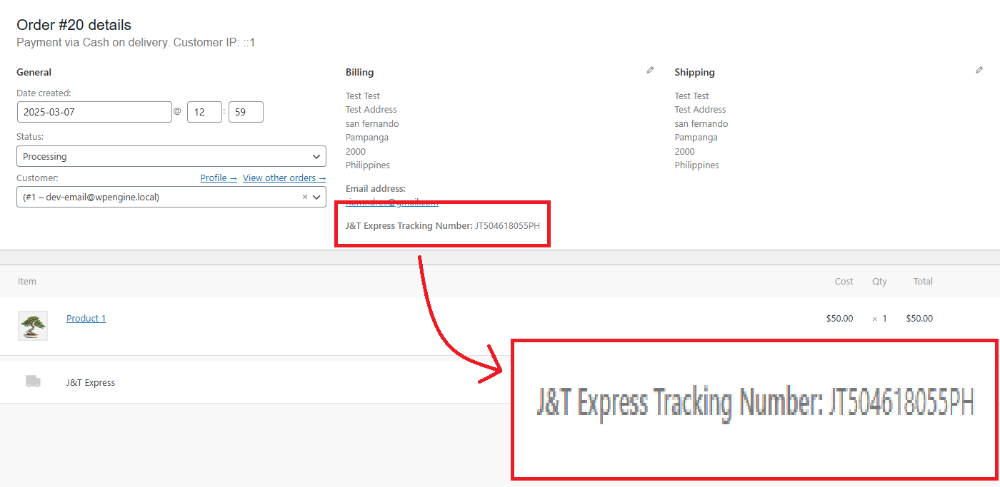 Order #20 details
Payment via Cash on delivery. Customer IP: ::1
General
Date created:
2025-03-07 @ 12 : 59
Status:
Processing
Customer: Profile → View other orders →
(#1 – dev-email@wpengine.local) ×
Billing
Test Test
Test Address
san fernando
Pampanga
2000
Philippines
Email address:
J&T Express Tracking Number: JT504618055PH
Shipping
Test Test
Test Address
san fernando
Pampanga
2000
Philippines
Item Cost Qty Total
Product 1 $50.00 × 1 $50.00
J&T Express
J&T Express Tracking Number: JT504618055PH